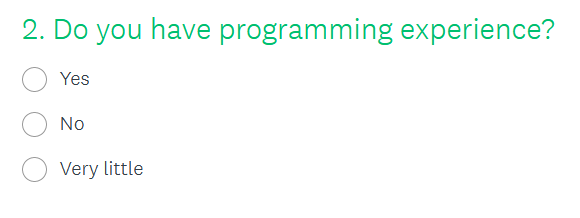 2. Do you have programming experience?
Yes
No
Very little